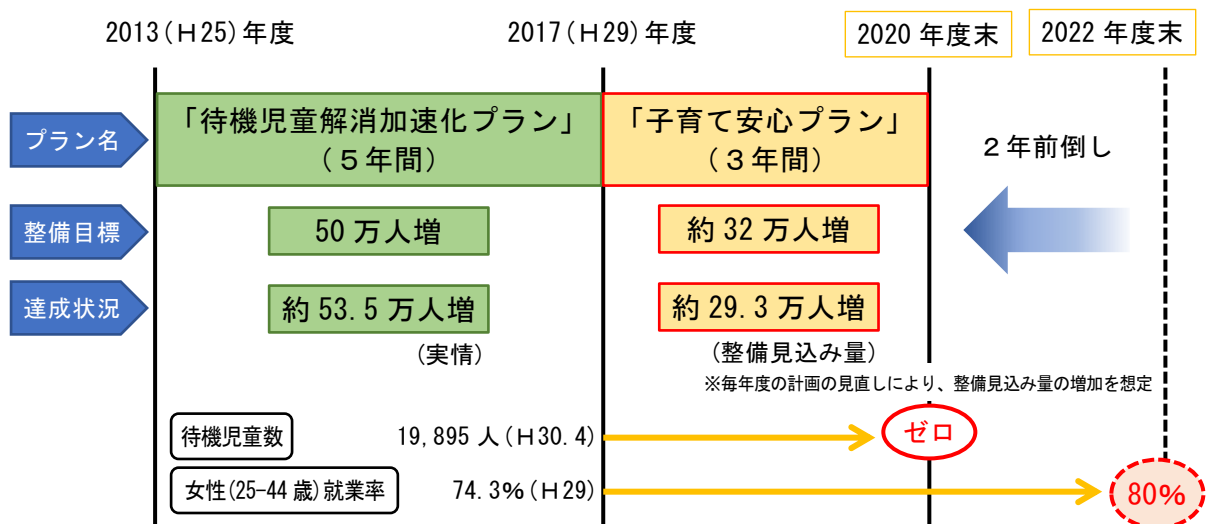 2013(H25)年度
2017(H29)年度
2020 年度末
2022 年度末
プラン名
「待機児童解消加速化プラン」
(5年間)
「子育て安心プラン」
(3年間)
2年前倒し
整備目標
50 万人増
約 32 万人増
達成状況
約 53.5 万人増
約 29.3 万人増
(実情)
(整備見込み量)
※毎年度の計画の見直しにより、整備見込み量の増加を想定
待機児童数
19,895 人(H30.4)
ゼロ
女性(25-44 歳)就業率
74.3%(H29)
80%